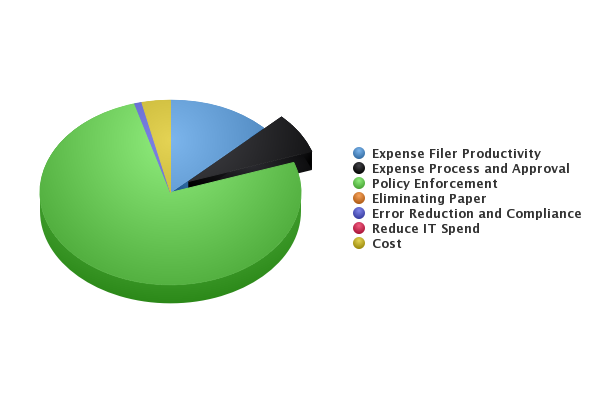 Expense Filer Productivity
Expense Process and Approval
Policy Enforcement
Eliminating Paper
Error Reduction and Compliance
Reduce IT Spend
Cost